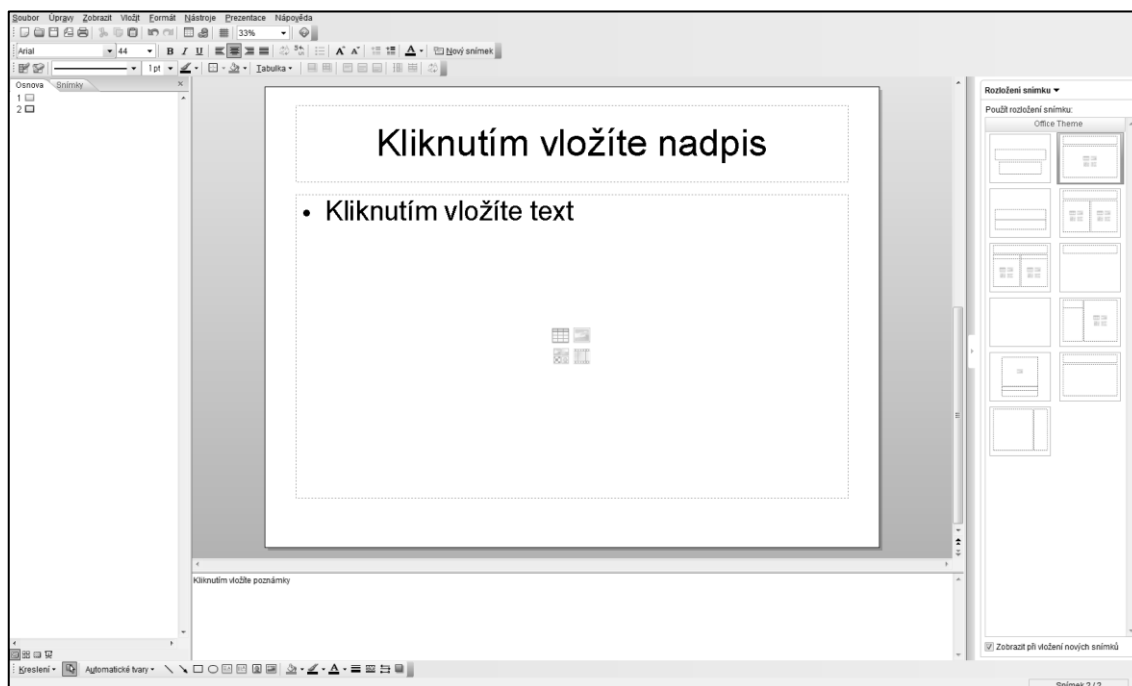 Soubor Úpravy Zobrazit Vložit Formát Nástroje Prezentace Nápověda
33%
Arial 44 B I U A A A Nový snímek
1pt Tabulka
Osnova Snímky
1
2
Kliknutím vložíte nadpis
• Kliknutím vložíte text
Kliknutím vložíte poznámky
Rozložení snímku
Použít rozložení snímku:
Office Theme
Zobrazit při vložení nových snímků
Kreslení Automatické tvary A
Snímek 2 / 2